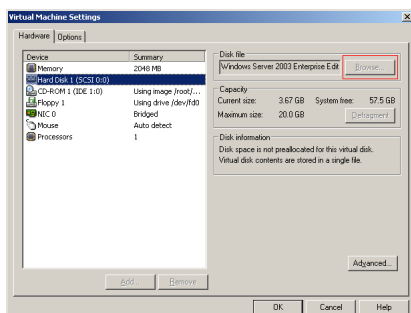 Virtual Machine Settings
Hardware Options
Device Summary
Memory 2048 MB
Hard Disk 1 (SCSI 0:0)
CD-ROM 1 (IDE 1:0) Using image /root/...
Floppy 1 Using drive /dev/fd0
NIC 0 Bridged
Mouse Auto detect
Processors 1
Add... Remove
Disk file
Windows Server 2003 Enterprise Edit Browse...
Capacity
Current size: 3.67 GB System free: 57.5 GB
Maximum size: 20.0 GB Defragment
Disk information
Disk space is not preallocated for this virtual disk.
Virtual disk contents are stored in a single file.
Advanced...
OK Cancel Help